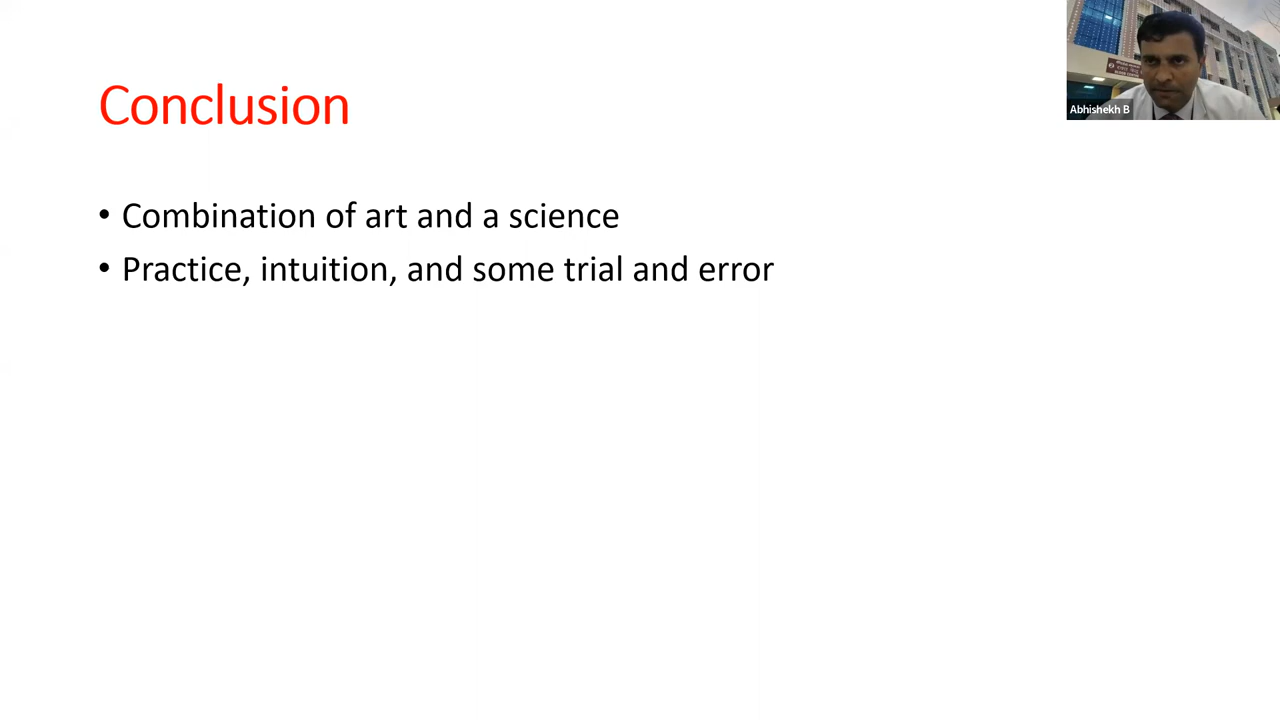 Conclusion
• Combination of art and a science
• Practice, intuition, and some trial and error
Abhishekh B